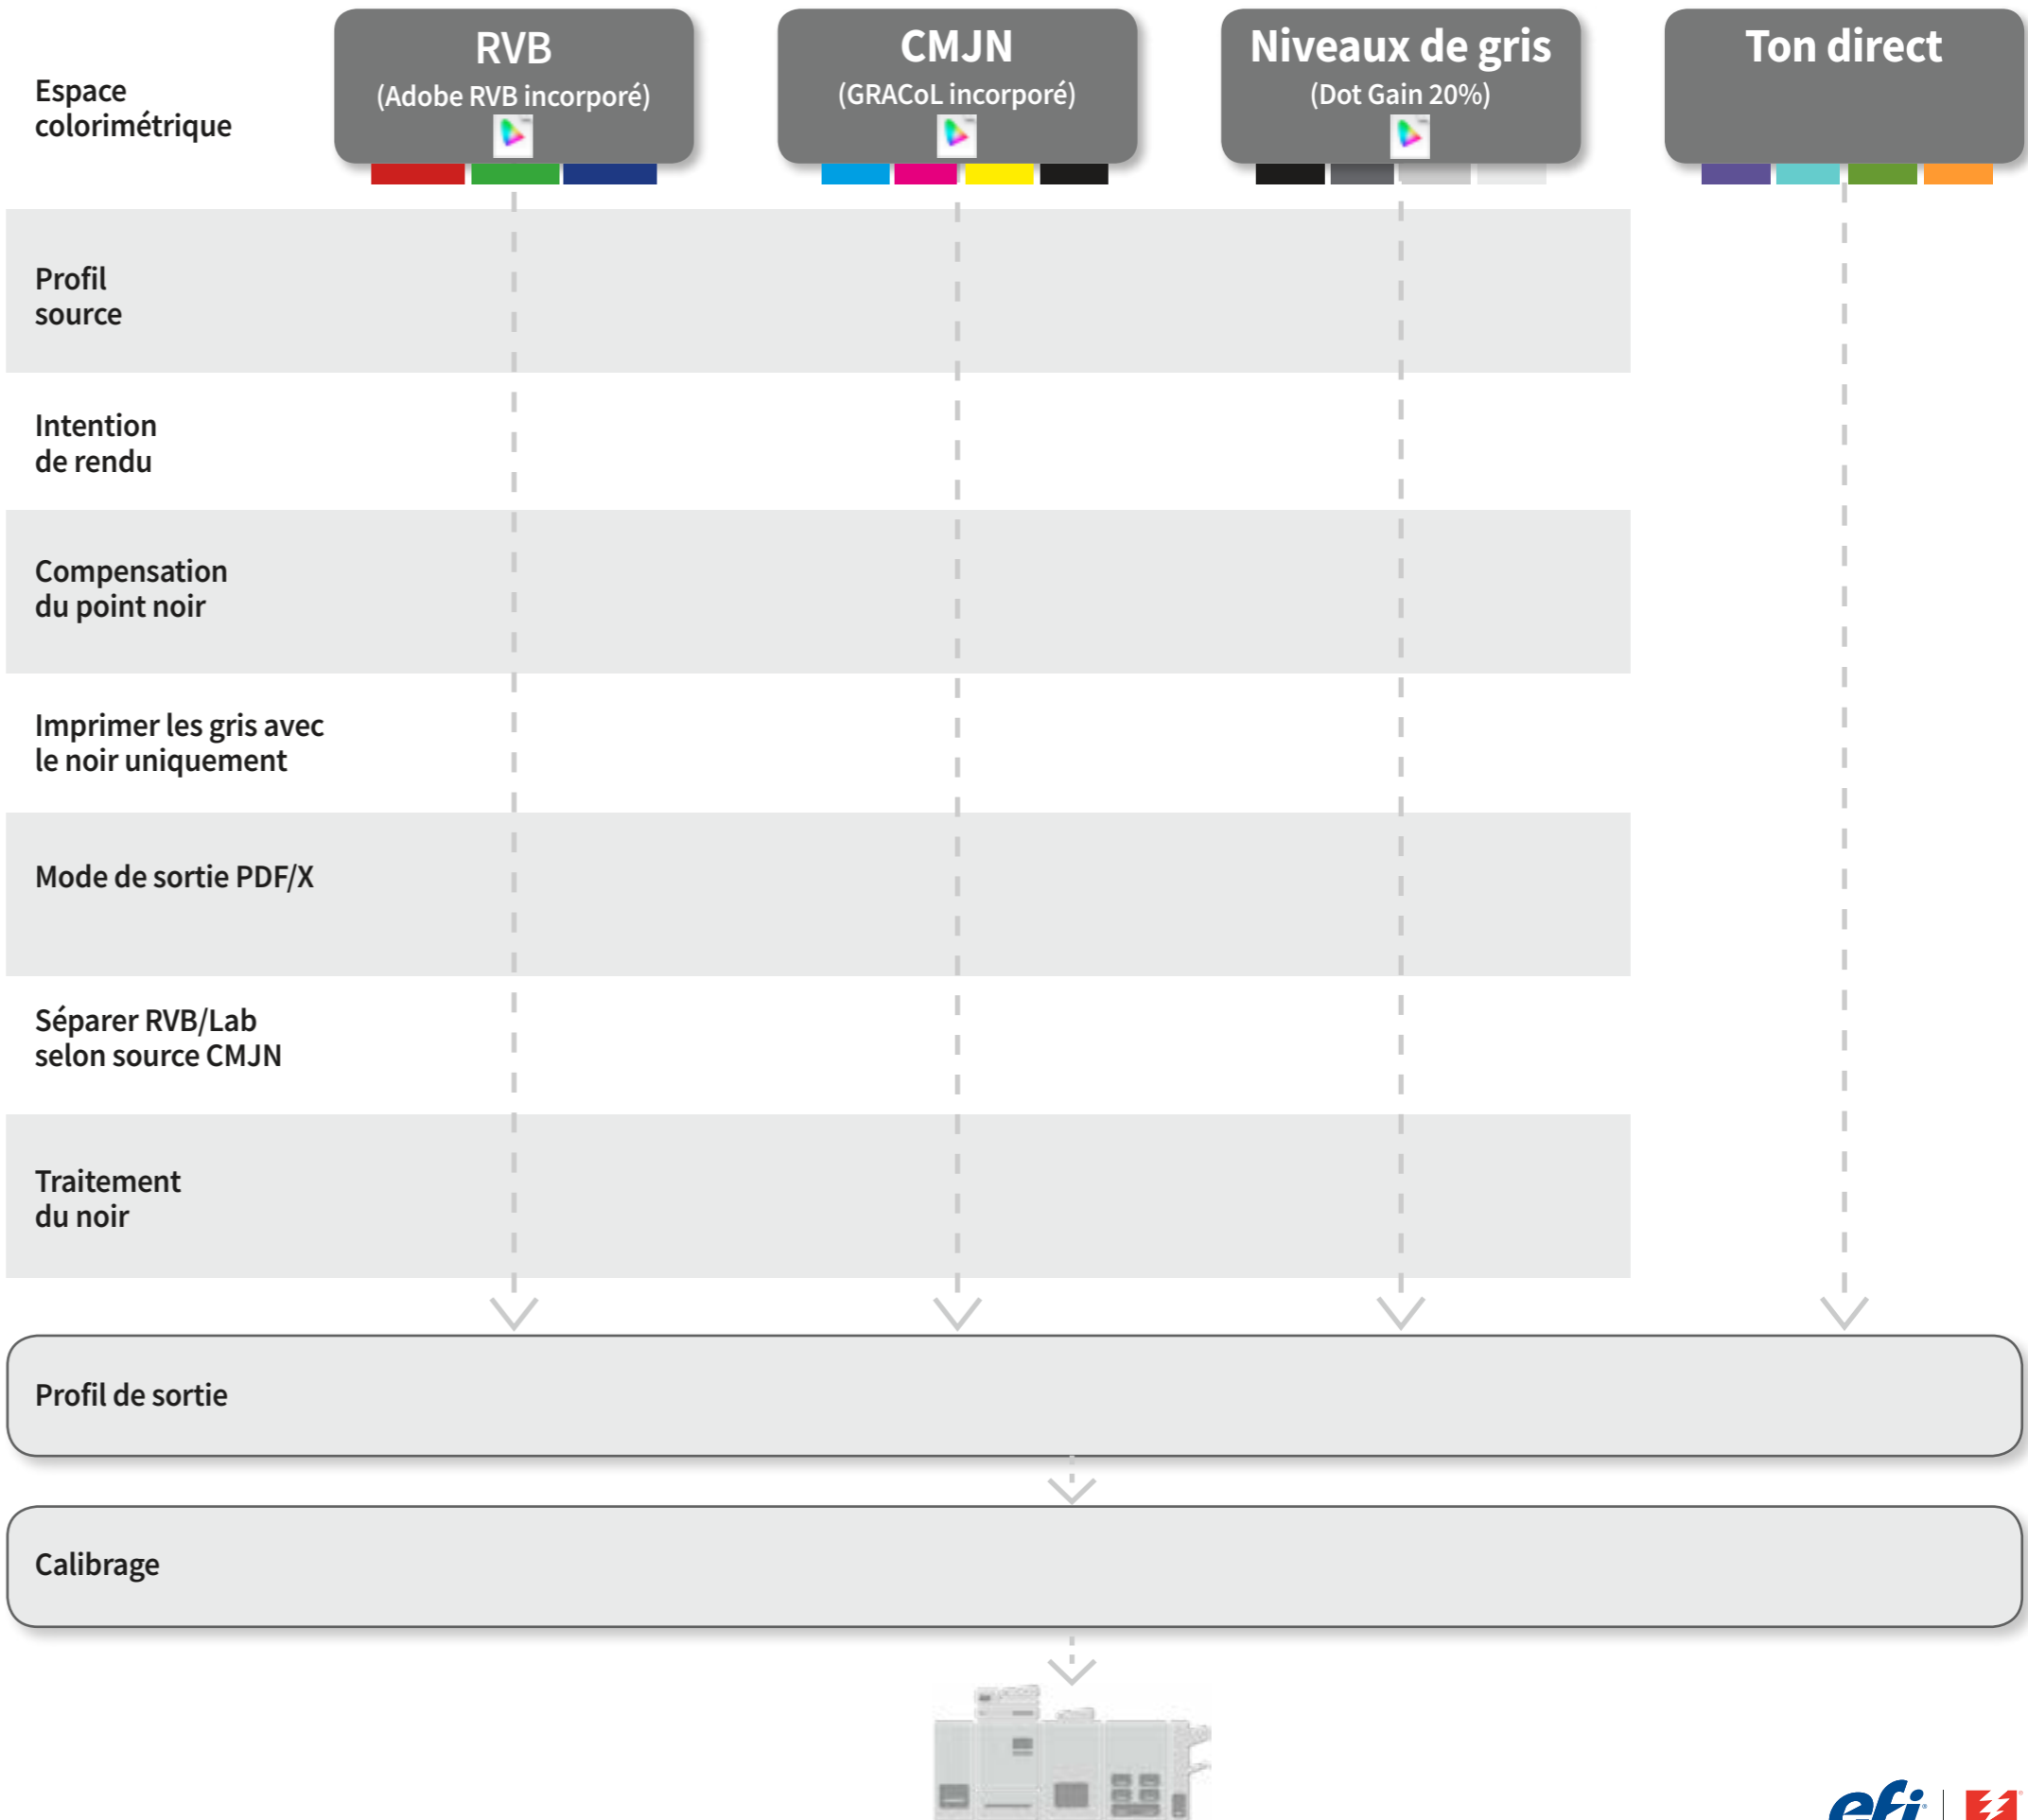 Espace
colorimétrique
RVB
(Adobe RVB incorporé)
CMJN
(GRACoL incorporé)
Niveaux de gris
(Dot Gain 20%)
Ton direct
Profil
source
Intention
de rendu
Compensation
du point noir
Imprimer les gris avec
le noir uniquement
Mode de sortie PDF/X
Séparer RVB/Lab
selon source CMJN
Traitement
du noir
Profil de sortie
Calibrage
efi